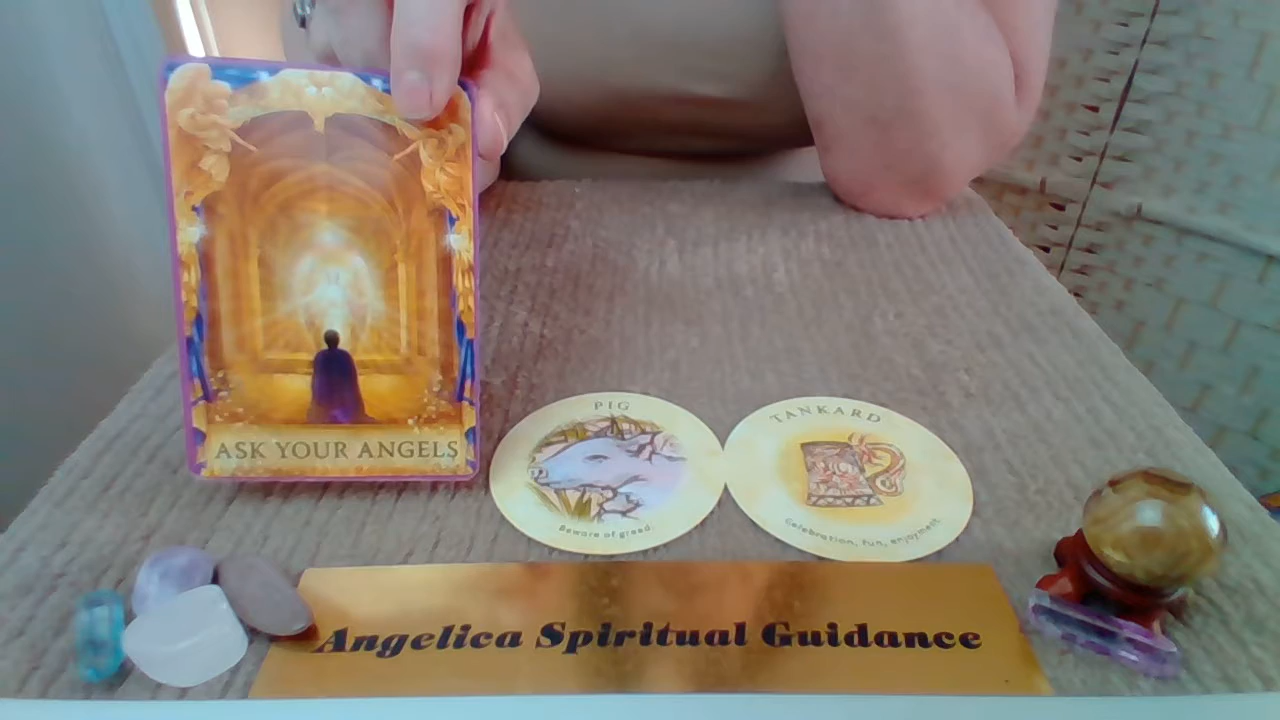 ASK YOUR ANGELS
PIG
Beware of greed.
TANKARD
Celebration, fun, enjoyment.
Angelica Spiritual Guidance